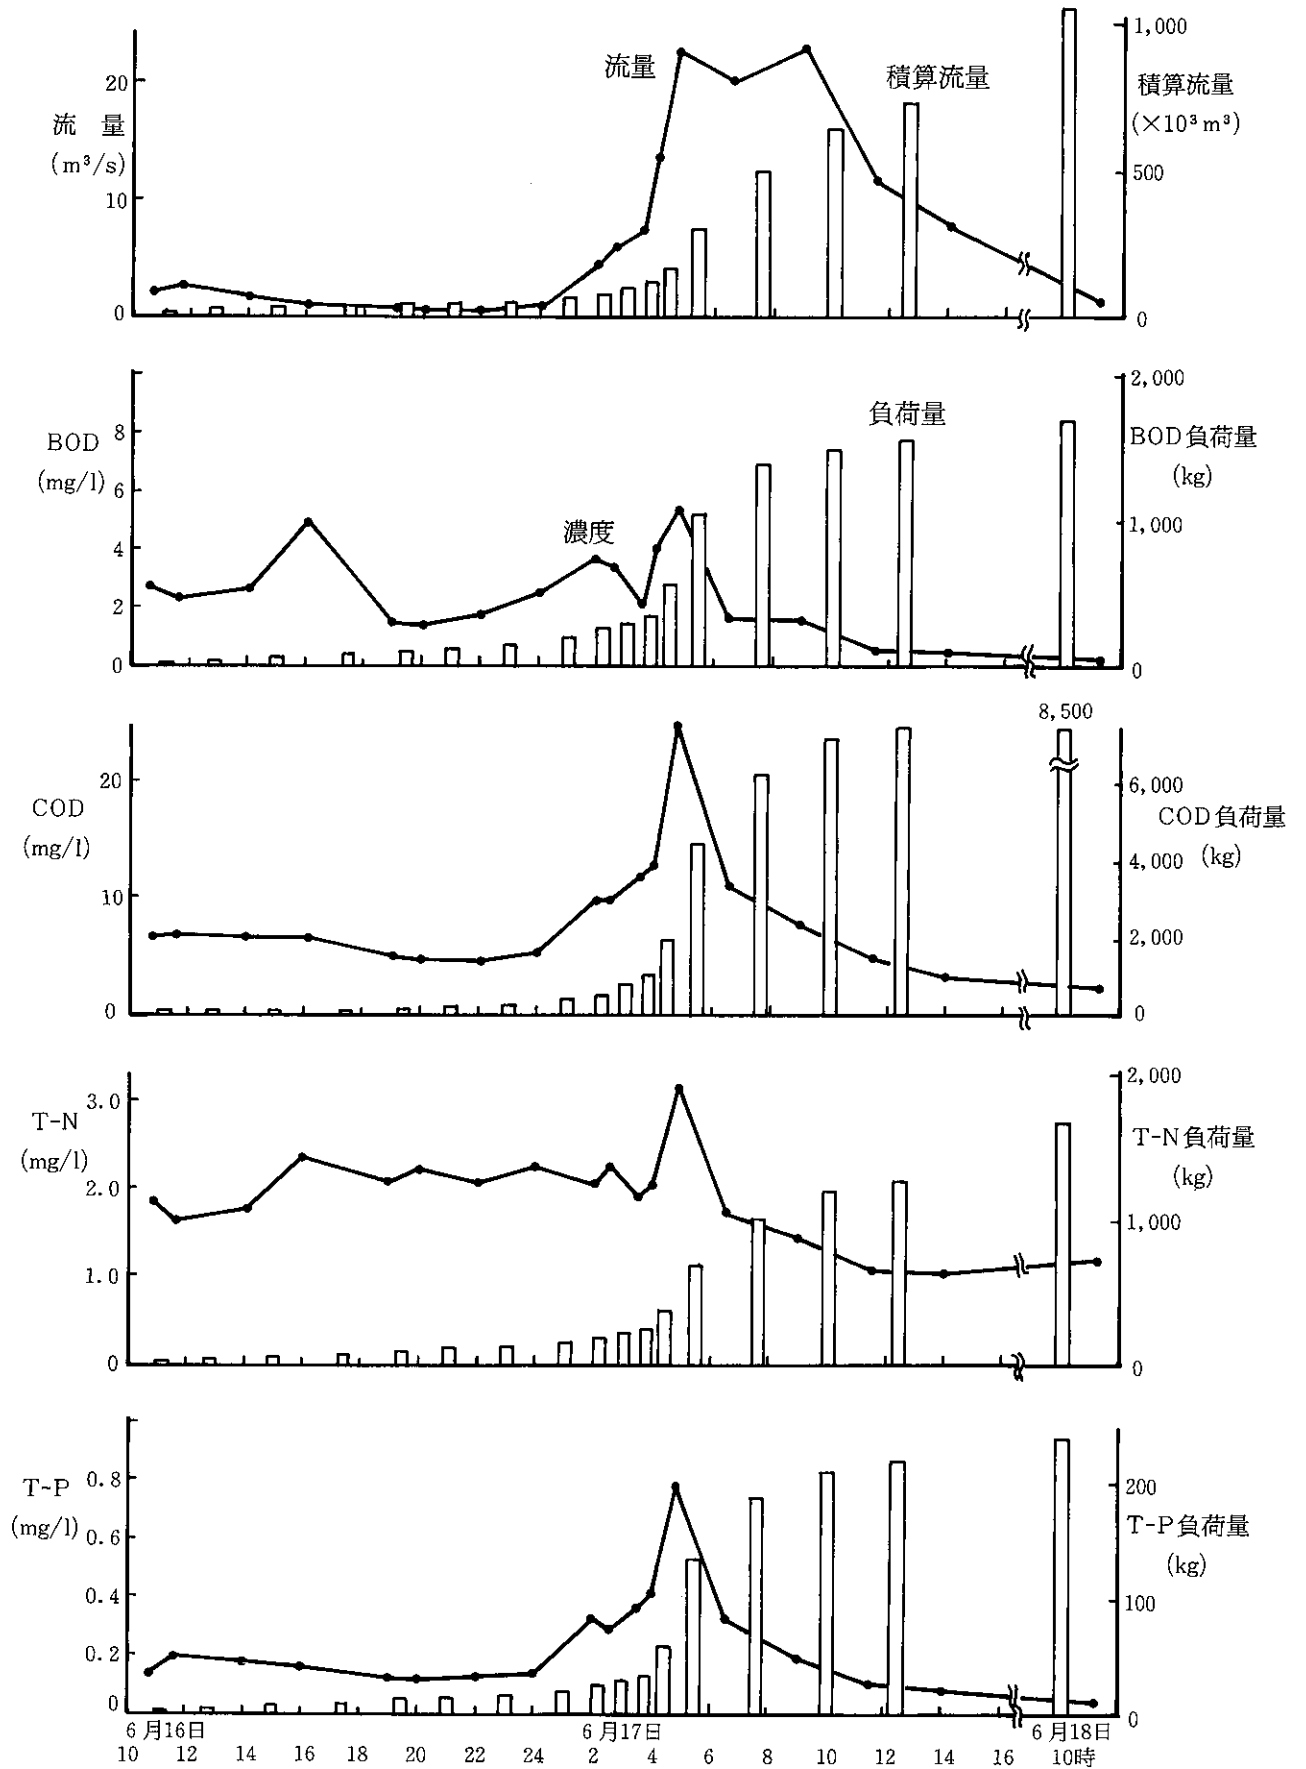 流量
(m³/s)
20
10
0
流量
積算流量
1,000
積算流量
(×10³m³)
500
0
BOD
(mg/l)
8
6
4
2
0
濃度
負荷量
2,000
BOD負荷量
(kg)
1,000
0
COD
(mg/l)
20
10
0
8,500
6,000
COD負荷量
4,000 (kg)
2,000
0
T-N
(mg/l)
3.0
2.0
1.0
0
2,000
T-N負荷量
(kg)
1,000
0
T-P
(mg/l)
0.8
0.6
0.4
0.2
0
200
T-P負荷量
(kg)
100
0
6月16日 6月17日 6月18日
10 12 14 16 18 20 22 24 2 4 6 8 10 12 14 16 10時